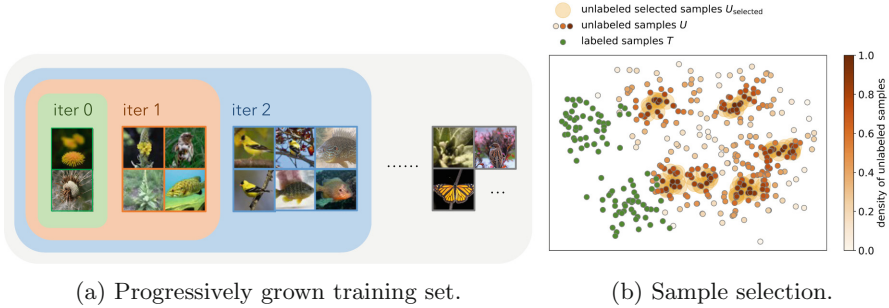 unlabeled selected samples U_selected
unlabeled samples U
labeled samples T
iter 0
iter 1
iter 2
......
...
1.0
0.8
0.6
0.4
0.2
0.0
density of unlabeled samples
(a) Progressively grown training set.
(b) Sample selection.